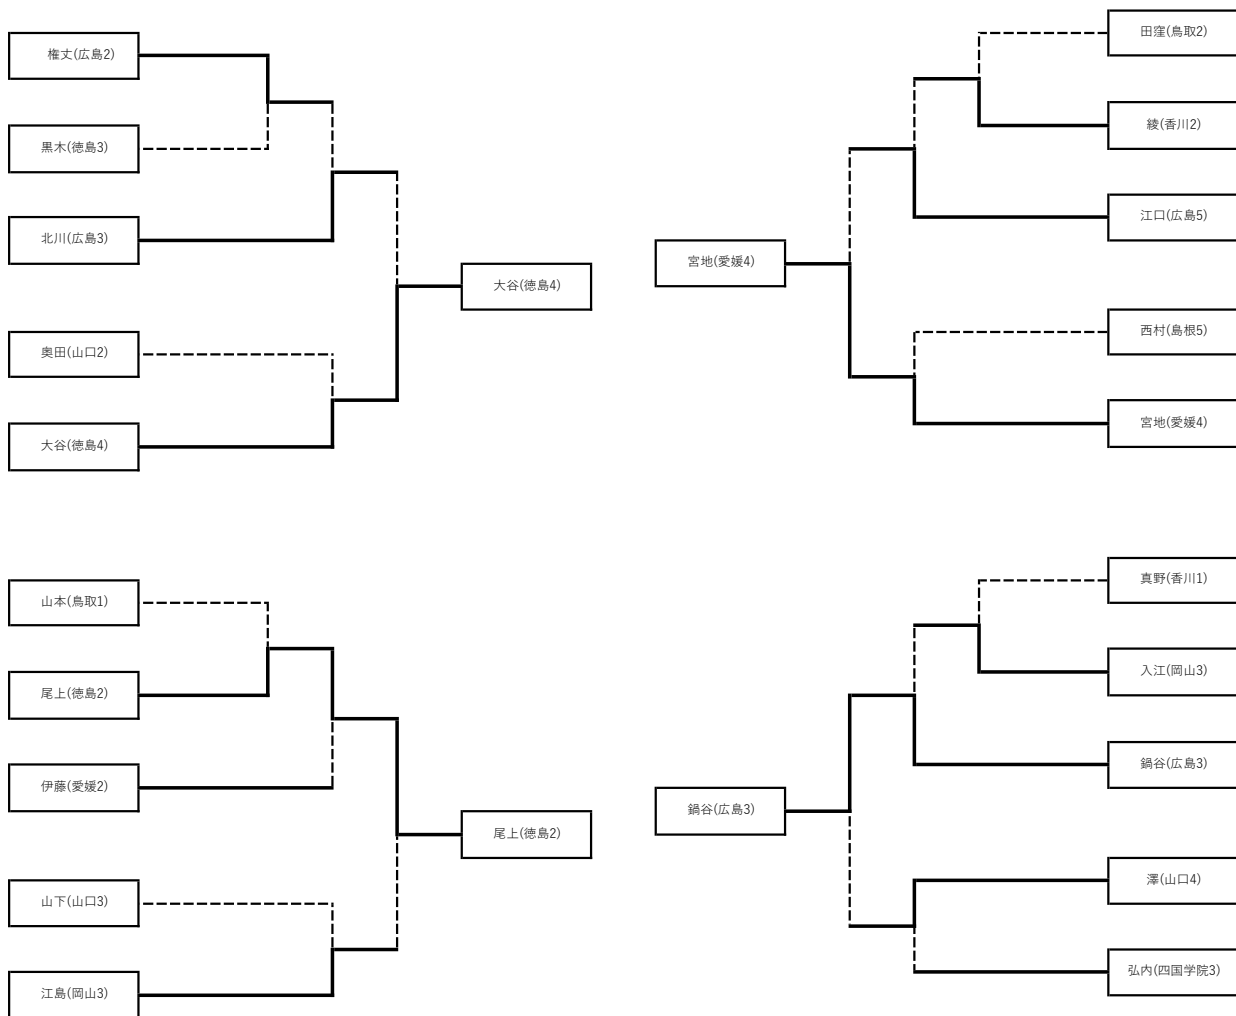 権丈(広島2)
黒木(徳島3)
北川(広島3)
奥田(山口2)
大谷(徳島4)
大谷(徳島4)
田窪(鳥取2)
綾(香川2)
江口(広島5)
宮地(愛媛4)
西村(島根5)
宮地(愛媛4)
山本(鳥取1)
尾上(徳島2)
伊藤(愛媛2)
山下(山口3)
江島(岡山3)
尾上(徳島2)
真野(香川1)
入江(岡山3)
鍋谷(広島3)
鍋谷(広島3)
澤(山口4)
弘内(四国学院3)